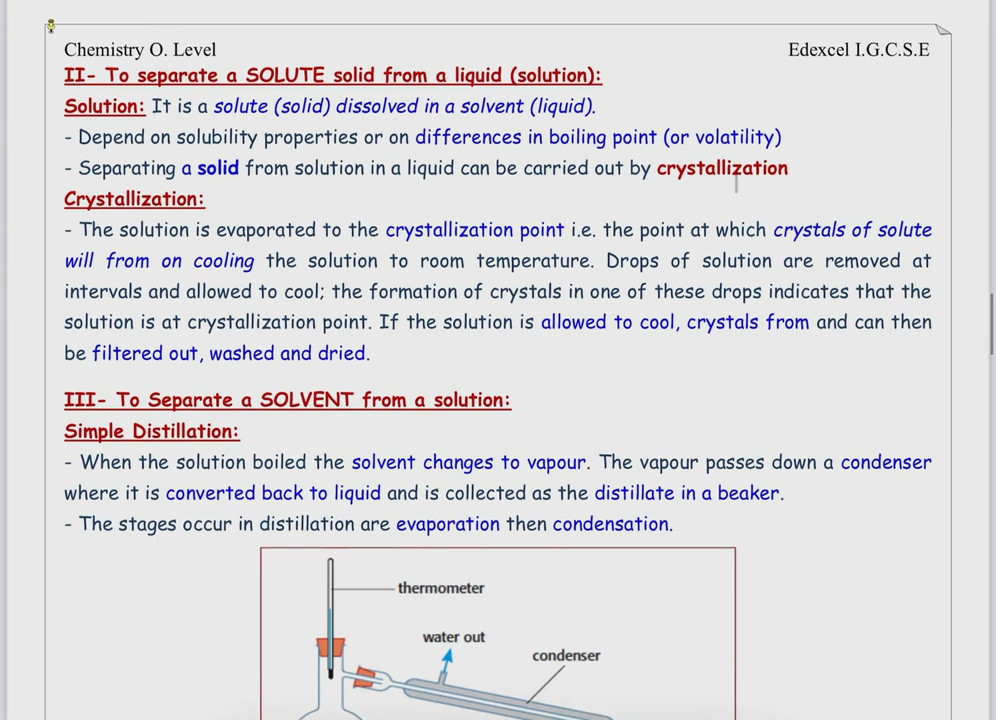 Chemistry O. Level Edexcel I.G.C.S.E
II- To separate a SOLUTE solid from a liquid (solution):
Solution: It is a solute (solid) dissolved in a solvent (liquid).
- Depend on solubility properties or on differences in boiling point (or volatility)
- Separating a solid from solution in a liquid can be carried out by crystallization
Crystallization:
- The solution is evaporated to the crystallization point i.e. the point at which crystals of solute
will from on cooling the solution to room temperature. Drops of solution are removed at
intervals and allowed to cool; the formation of crystals in one of these drops indicates that the
solution is at crystallization point. If the solution is allowed to cool, crystals from and can then
be filtered out, washed and dried.
III- To Separate a SOLVENT from a solution:
Simple Distillation:
- When the solution boiled the solvent changes to vapour. The vapour passes down a condenser
where it is converted back to liquid and is collected as the distillate in a beaker.
- The stages occur in distillation are evaporation then condensation.
thermometer
water out
condenser